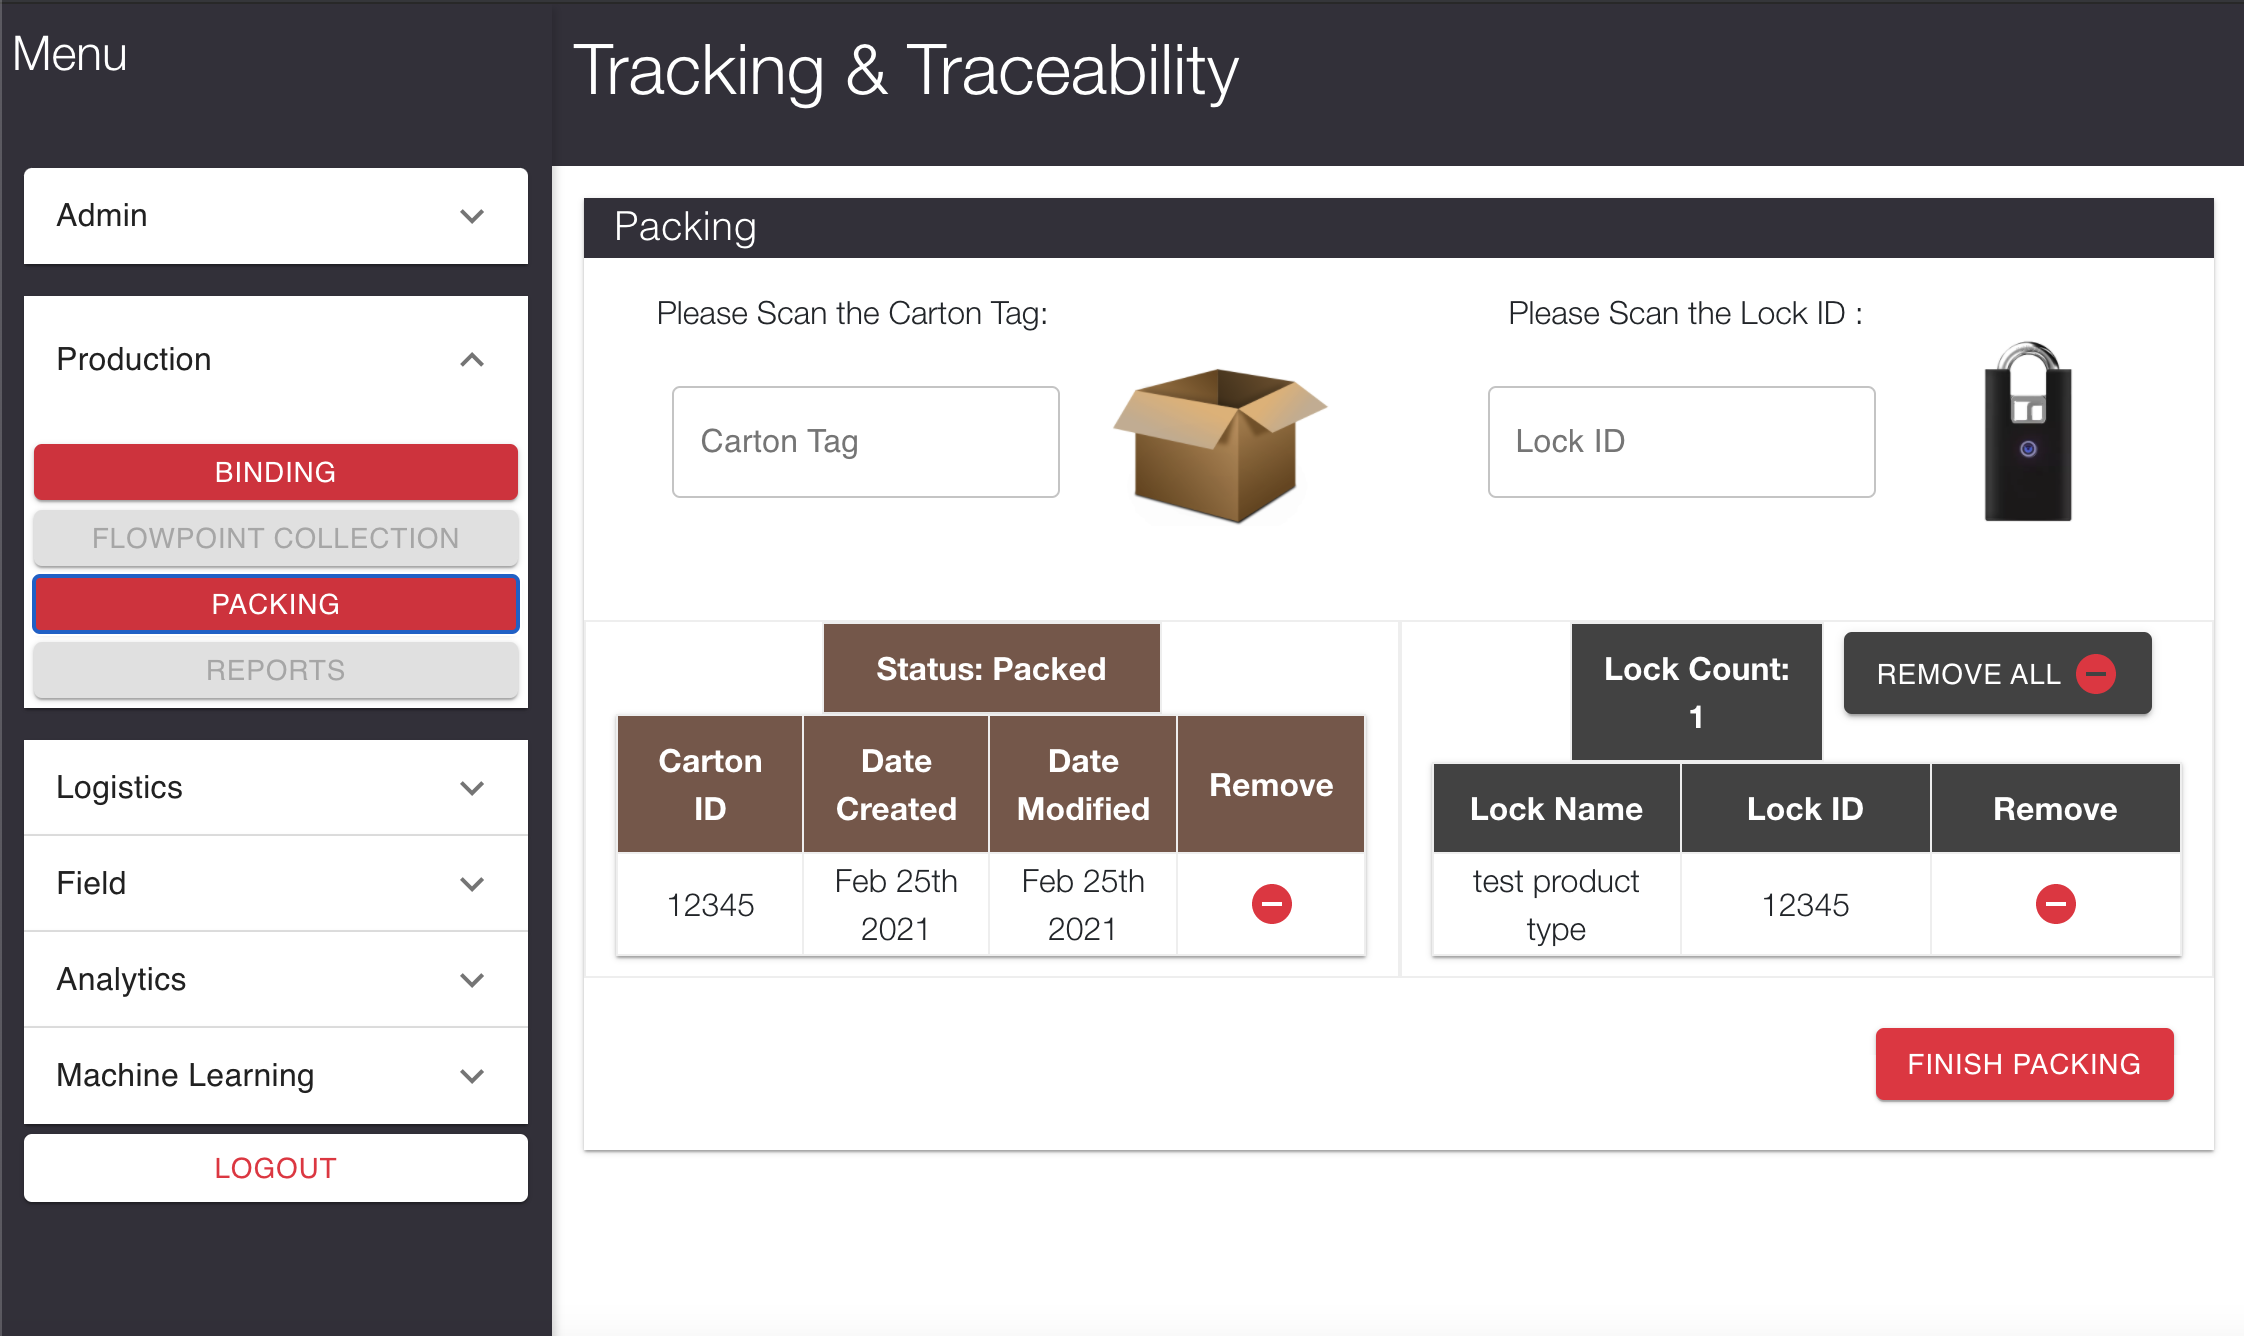 Menu
Tracking & Traceability
Admin
Production
BINDING
FLOWPOINT COLLECTION
PACKING
REPORTS
Logistics
Field
Analytics
Machine Learning
LOGOUT
Packing
Please Scan the Carton Tag:
Carton Tag
Please Scan the Lock ID :
Lock ID
Status: Packed
Carton
ID
Date
Created
Date
Modified
Remove
12345
Feb 25th
2021
Feb 25th
2021
Lock Count:
1
REMOVE ALL
Lock Name
Lock ID
Remove
test product
type
12345
FINISH PACKING